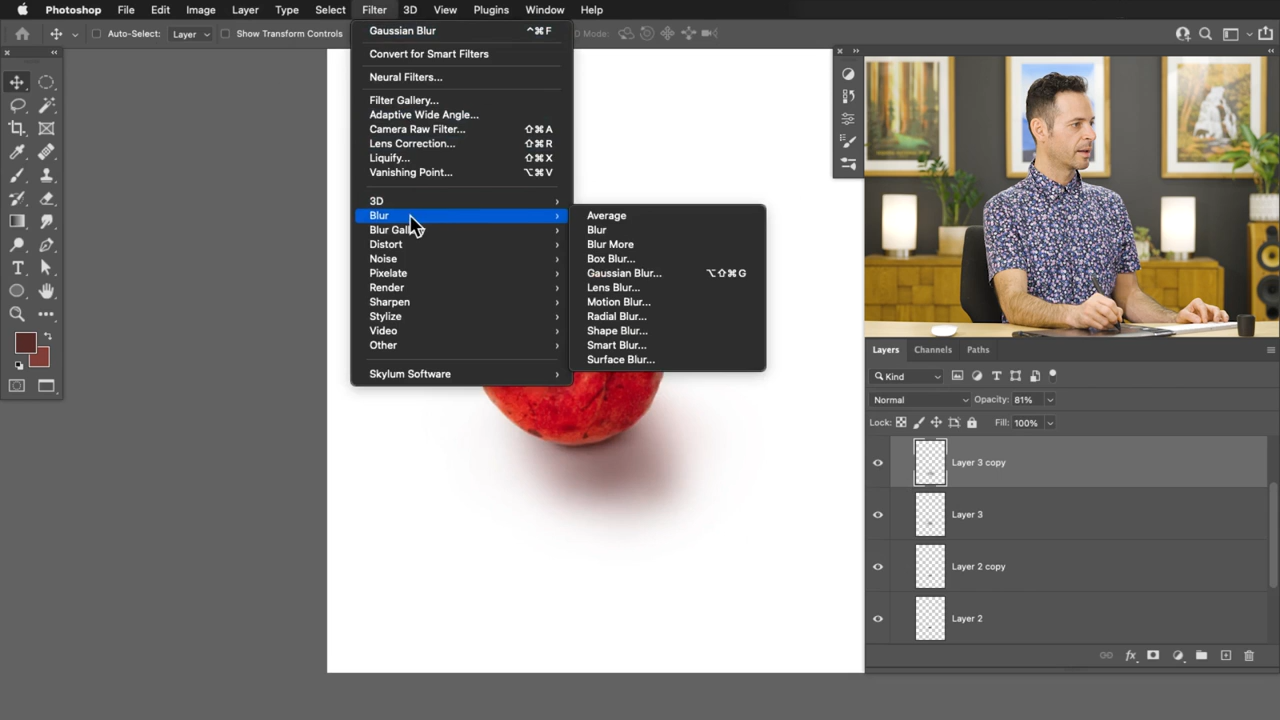 Photoshop File Edit Image Layer Type Select Filter 3D View Plugins Window Help
Auto-Select: Layer Show Transform Controls
D Mode:
Gaussian Blur ^⌘F
Convert for Smart Filters
Neural Filters...
Filter Gallery...
Adaptive Wide Angle...
Camera Raw Filter... ⇧⌘A
Lens Correction... ⇧⌘R
Liquify... ⇧⌘X
Vanishing Point... ⌥⌘V
3D
Blur
Blur Gal
Distort
Noise
Pixelate
Render
Sharpen
Stylize
Video
Other
Skylum Software
Average
Blur
Blur More
Box Blur...
Gaussian Blur... ⌥⇧⌘G
Lens Blur...
Motion Blur...
Radial Blur...
Shape Blur...
Smart Blur...
Surface Blur...
Layers Channels Paths
Kind
Normal Opacity: 81%
Lock: Fill: 100%
Layer 3 copy
Layer 3
Layer 2 copy
Layer 2